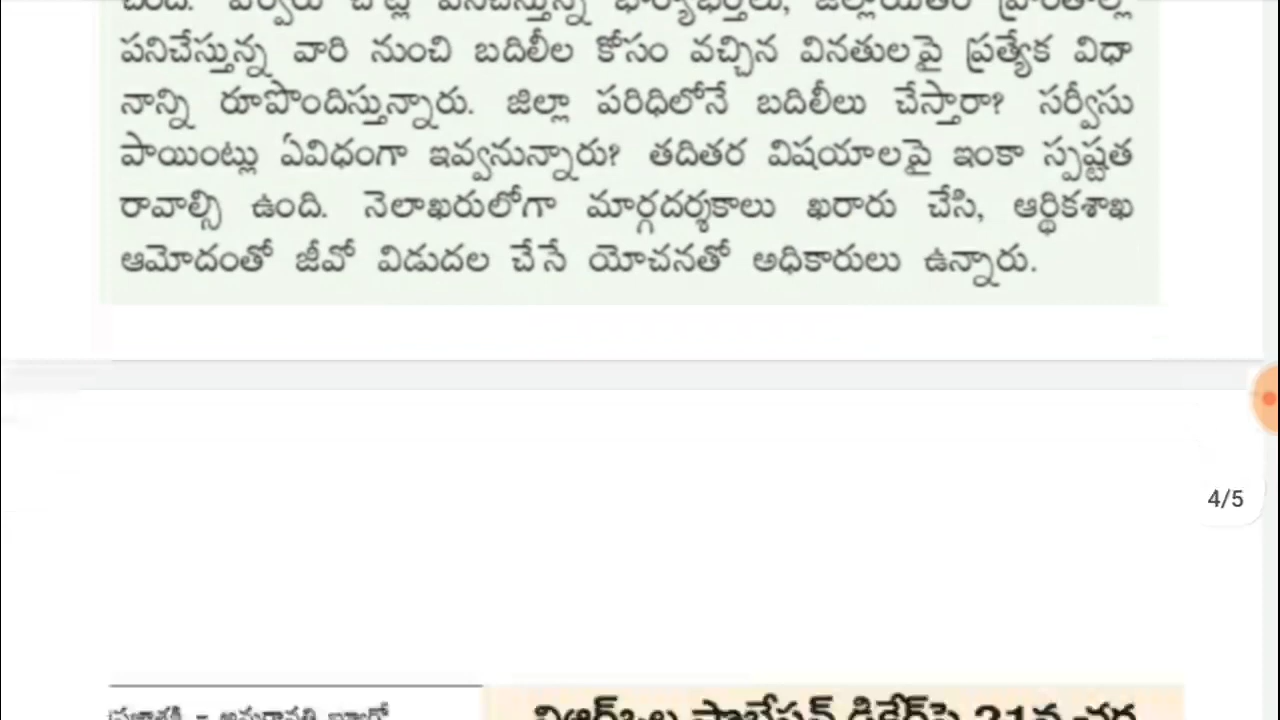 పనిచేస్తున్న వారి నుంచి బదిలీల కోసం వచ్చిన వినతులపై ప్రత్యేక విధా
నాన్ని రూపొందిస్తున్నారు. జిల్లా పరిధిలోనే బదిలీలు చేస్తారా? సర్వీసు
పాయింట్లు ఏవిధంగా ఇవ్వనున్నారు? తదితర విషయాలపై ఇంకా స్పష్టత
రావాల్సి ఉంది. నెలాఖరులోగా మార్గదర్శకాలు ఖరారు చేసి, ఆర్థికశాఖ
ఆమోదంతో జీవో విడుదల చేసే యోచనతో అధికారులు ఉన్నారు.
4/5